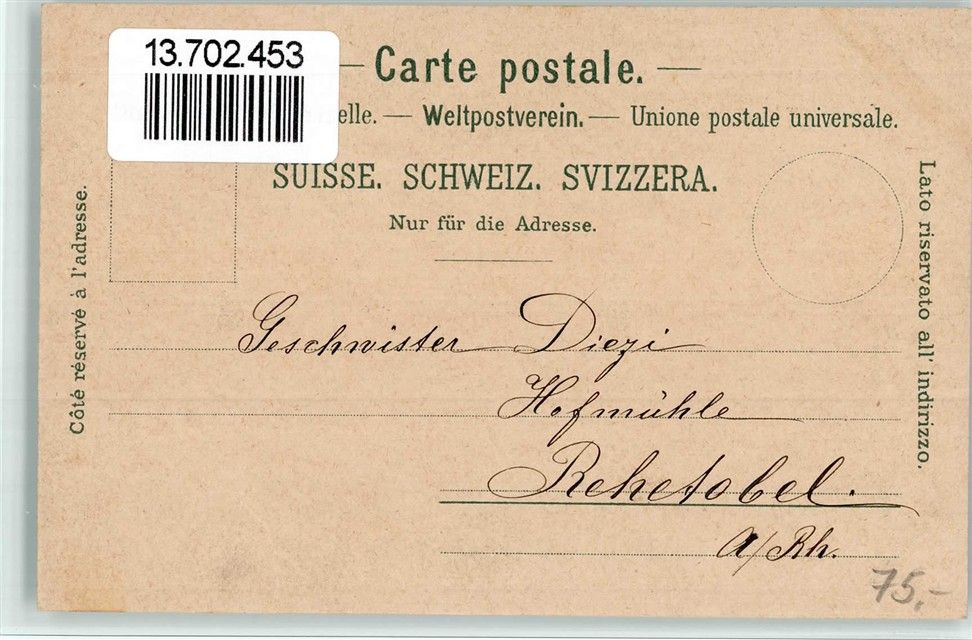 13.702.453
— Carte postale. —
elle. — Weltpostverein. — Unione postale universale.
SUISSE. SCHWEIZ. SVIZZERA.
Nur für die Adresse.
Côté réservé à l'adresse.
Lato riservato all' indirizzo.
Geschwister Diezi
Hofmühle
Rehetobel.
A/Rh.
75,-